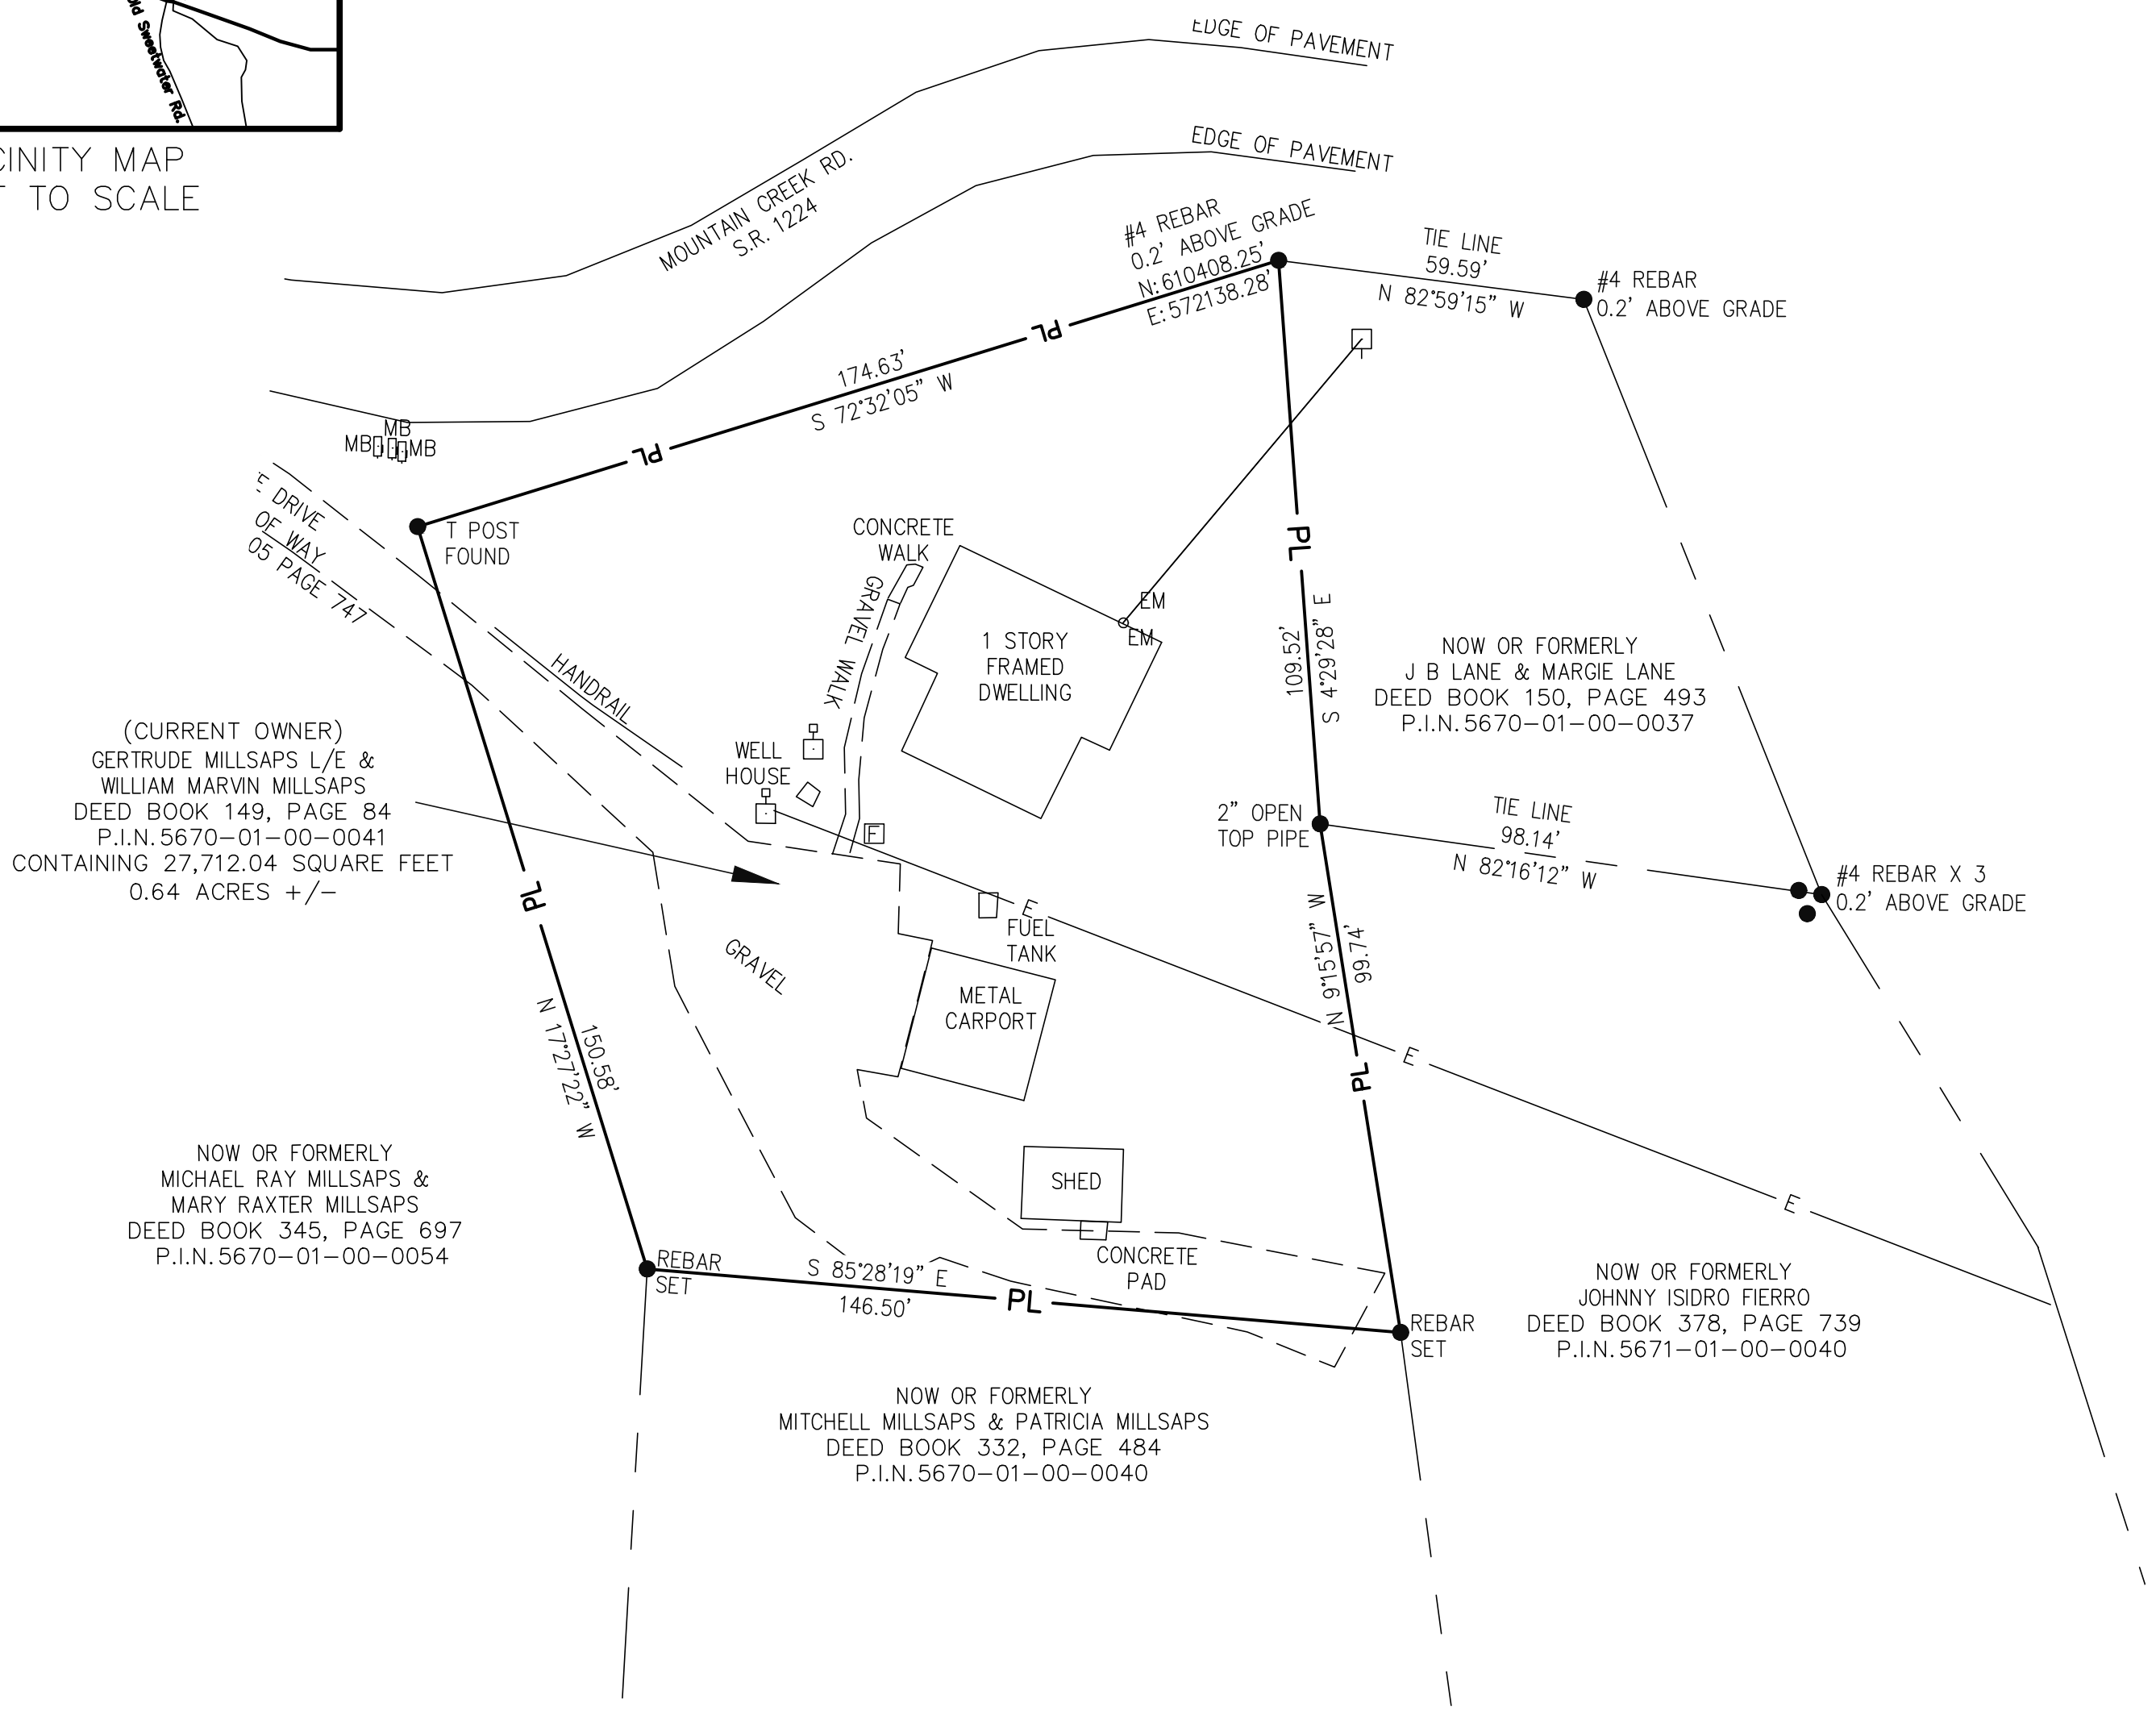 Old Sweetwater Rd.
CINITY MAP
TO SCALE
EDGE OF PAVEMENT
EDGE OF PAVEMENT
MOUNTAIN CREEK RD.
S.R. 1224
#4 REBAR
0.2' ABOVE GRADE
N:610408.25'
E:572138.28'
TIE LINE
59.59'
N 82°59'15" W
#4 REBAR
0.2' ABOVE GRADE
174.63'
S 72°32'05" W
PL
PL
MB
MB
MB
E DRIVE
OF WAY
05 PAGE 747
T POST
FOUND
CONCRETE
WALK
GRAVEL WALK
HANDRAIL
1 STORY
FRAMED
DWELLING
EM
EM
PL
109.52'
S 4°29'28" E
NOW OR FORMERLY
J B LANE & MARGIE LANE
DEED BOOK 150, PAGE 493
P.I.N.5670-01-00-0037
(CURRENT OWNER)
GERTRUDE MILLSAPS L/E &
WILLIAM MARVIN MILLSAPS
DEED BOOK 149, PAGE 84
P.I.N.5670-01-00-0041
CONTAINING 27,712.04 SQUARE FEET
0.64 ACRES +/-
WELL
HOUSE
F
2" OPEN
TOP PIPE
TIE LINE
98.14'
N 82°16'12" W
#4 REBAR X 3
0.2' ABOVE GRADE
PL
E
FUEL
TANK
GRAVEL
METAL
CARPORT
N 9°15'57" W
99.74'
E
PL
150.58'
N 17°27'22" W
NOW OR FORMERLY
MICHAEL RAY MILLSAPS &
MARY RAXTER MILLSAPS
DEED BOOK 345, PAGE 697
P.I.N.5670-01-00-0054
SHED
E
REBAR
SET
S 85°28'19" E
146.50'
PL
CONCRETE
PAD
REBAR
SET
NOW OR FORMERLY
JOHNNY ISIDRO FIERRO
DEED BOOK 378, PAGE 739
P.I.N.5671-01-00-0040
NOW OR FORMERLY
MITCHELL MILLSAPS & PATRICIA MILLSAPS
DEED BOOK 332, PAGE 484
P.I.N.5670-01-00-0040